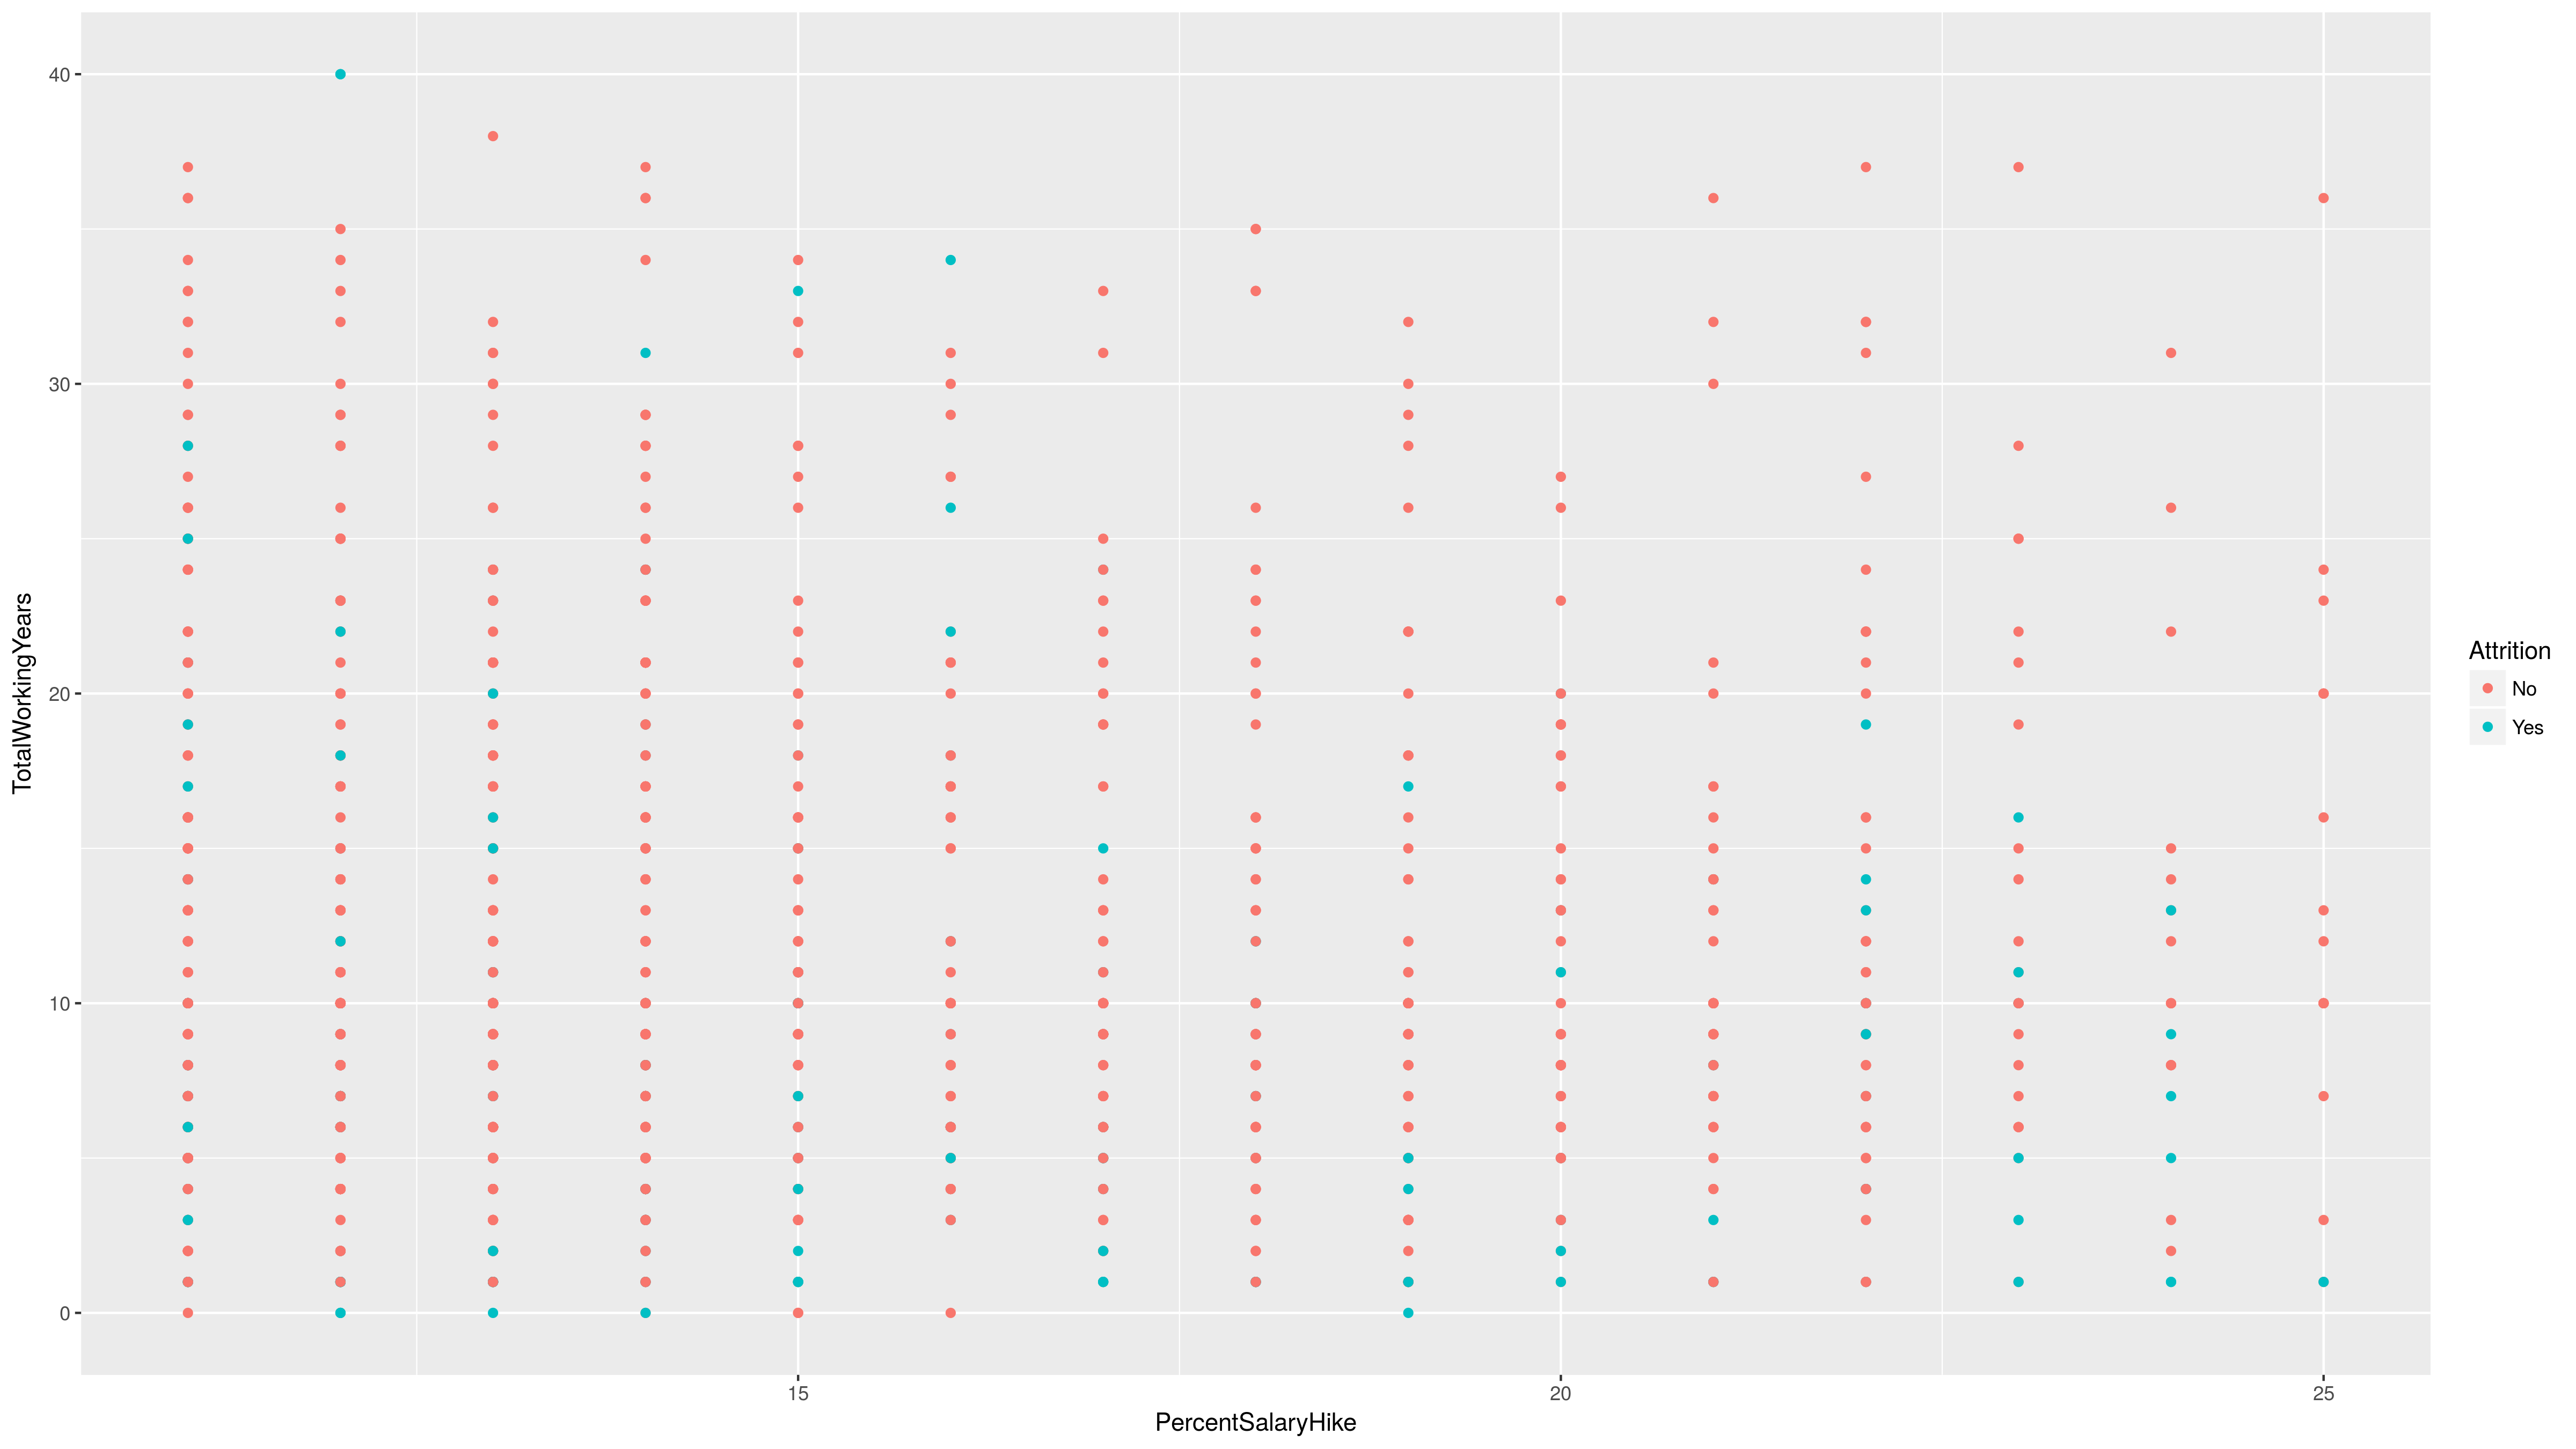 40
30
20
10
0
TotalWorkingYears
15
20
25
PercentSalaryHike
Attrition
No
Yes